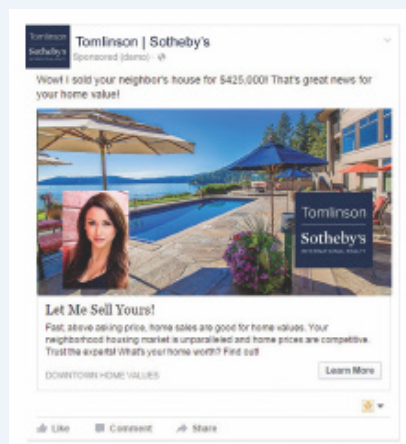 Tomlinson
Sotheby's
Tomlinson | Sotheby's
Sponsored (demo) ·
Wow! I sold your neighbor's house for $425,000! That's great news for
your home value!
Tomlinson
Sotheby's
INTERNATIONAL REALTY
Let Me Sell Yours!
Fast, above asking price, home sales are good for home values. Your
neighborhood housing market is unparalleled and home prices are competitive.
Trust the experts! What's your home worth? Find out!
DOWNTOWN HOME VALUES
Learn More
Like
Comment
Share